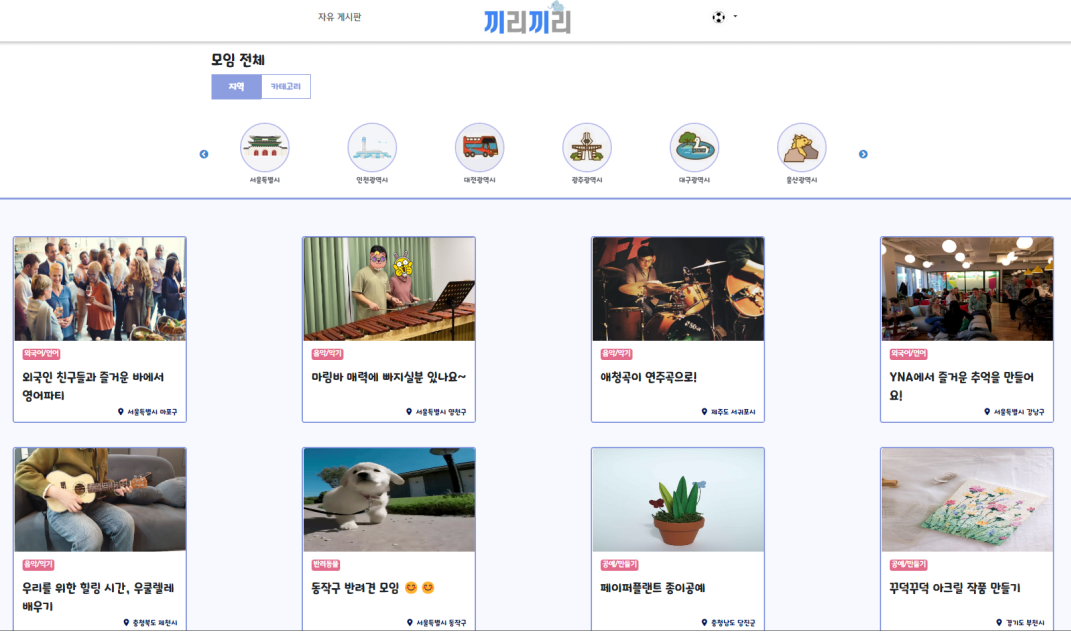 자유 게시판
끼리끼리
모임 전체
지역 카테고리
서울특별시 인천광역시 대전광역시 광주광역시 대구광역시 울산광역시
외국어/언어
외국인 친구들과 즐거운 바에서
영어파티
서울특별시 마포구
음악/악기
마림바 매력에 빠지실분 있나요~
서울특별시 양천구
음악/악기
애청곡이 연주곡으로!
제주도 서귀포시
외국어/언어
YNA에서 즐거운 추억을 만들어
요!
서울특별시 강남구
음악/악기
우리를 위한 힐링 시간, 우쿨렐레
배우기
충청북도 제천시
반려동물
동작구 반려견 모임 😊 😊
서울특별시 동작구
공예/만들기
페이퍼플랜트 종이공예
충청남도 당진군
공예/만들기
꾸덕꾸덕 아크릴 작품 만들기
경기도 부천시